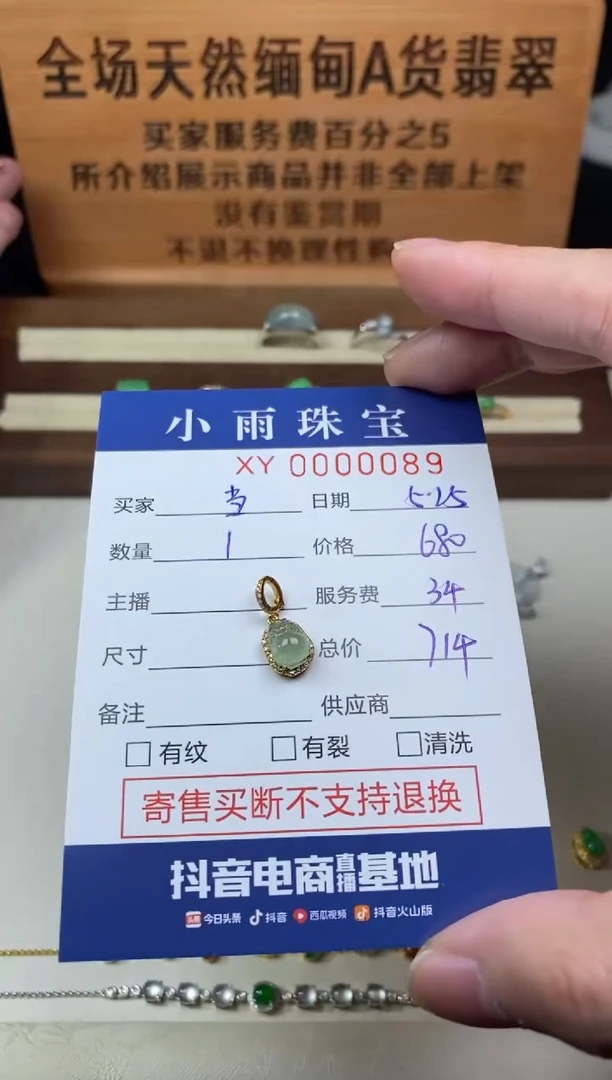 全场天然缅甸A货翡翠
买家服务费百分之5
所介绍展示商品并非全部上架
没有鉴赏期
不退不换理性购
小雨珠宝
XY 0000089
买家 当 日期 5.25
数量 1 价格 680
主播 服务费 34
尺寸 总价 714
备注 供应商
有纹 有裂 清洗
寄售买断不支持退换
抖音电商直播基地
头条 今日头条 抖音 西瓜视频 抖音火山版